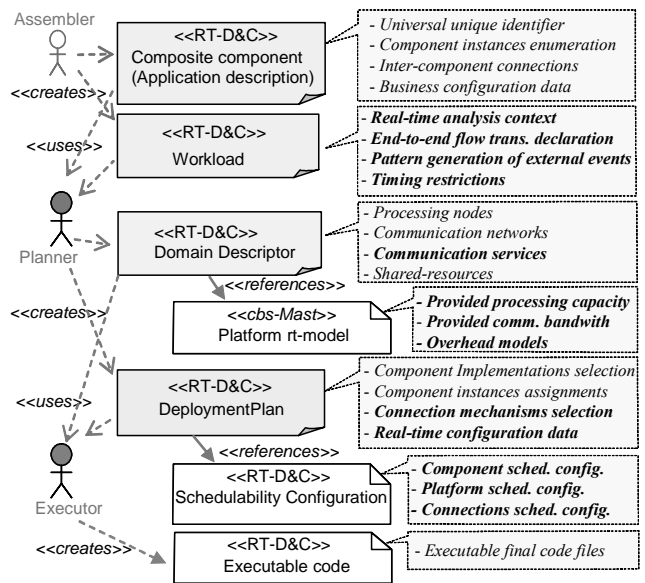 Assembler
<<RT-D&C>>
Composite component
(Application description)
- Universal unique identifier
- Component instances enumeration
- Inter-component connections
- Business configuration data
<<creates>>
<<RT-D&C>>
Workload
- Real-time analysis context
- End-to-end flow trans. declaration
- Pattern generation of external events
- Timing restrictions
<<uses>>
Planner
<<RT-D&C>>
Domain Descriptor
- Processing nodes
- Communication networks
- Communication services
- Shared-resources
<<references>>
<<creates>>
<<cbs-Mast>>
Platform rt-model
- Provided processing capacity
- Provided comm. bandwith
- Overhead models
<<RT-D&C>>
DeploymentPlan
- Component Implementations selection
- Component instances assignments
- Connection mechanisms selection
- Real-time configuration data
<<uses>>
<<references>>
Executor
<<RT-D&C>>
Schedulability Configuration
- Component sched. config.
- Platform sched. config.
- Connections sched. config.
<<creates>>
<<RT-D&C>>
Executable code
- Executable final code files